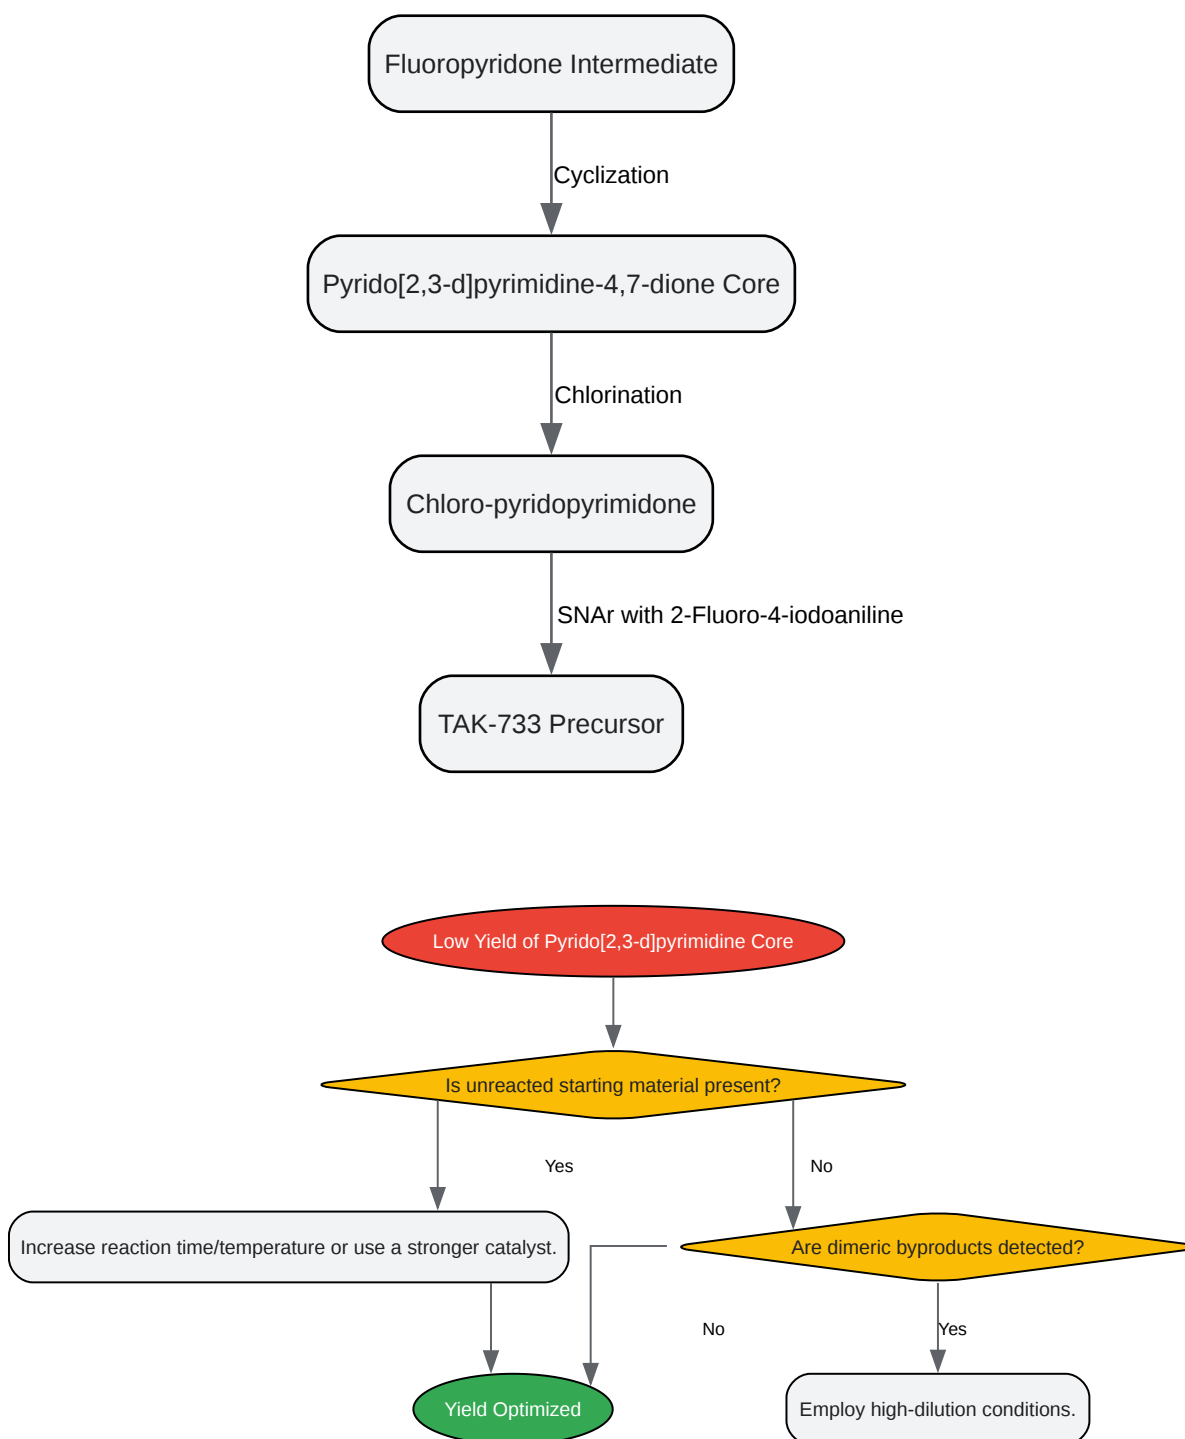 Fluoropyridone Intermediate
Cyclization
Pyrido[2,3-d]pyrimidine-4,7-dione Core
Chlorination
Chloro-pyridopyrimidone
SNAr with 2-Fluoro-4-iodoaniline
TAK-733 Precursor
Low Yield of Pyrido[2,3-d]pyrimidine Core
Is unreacted starting material present?
Yes
No
Increase reaction time/temperature or use a stronger catalyst.
Are dimeric byproducts detected?
No
Yes
Yield Optimized
Employ high-dilution conditions.